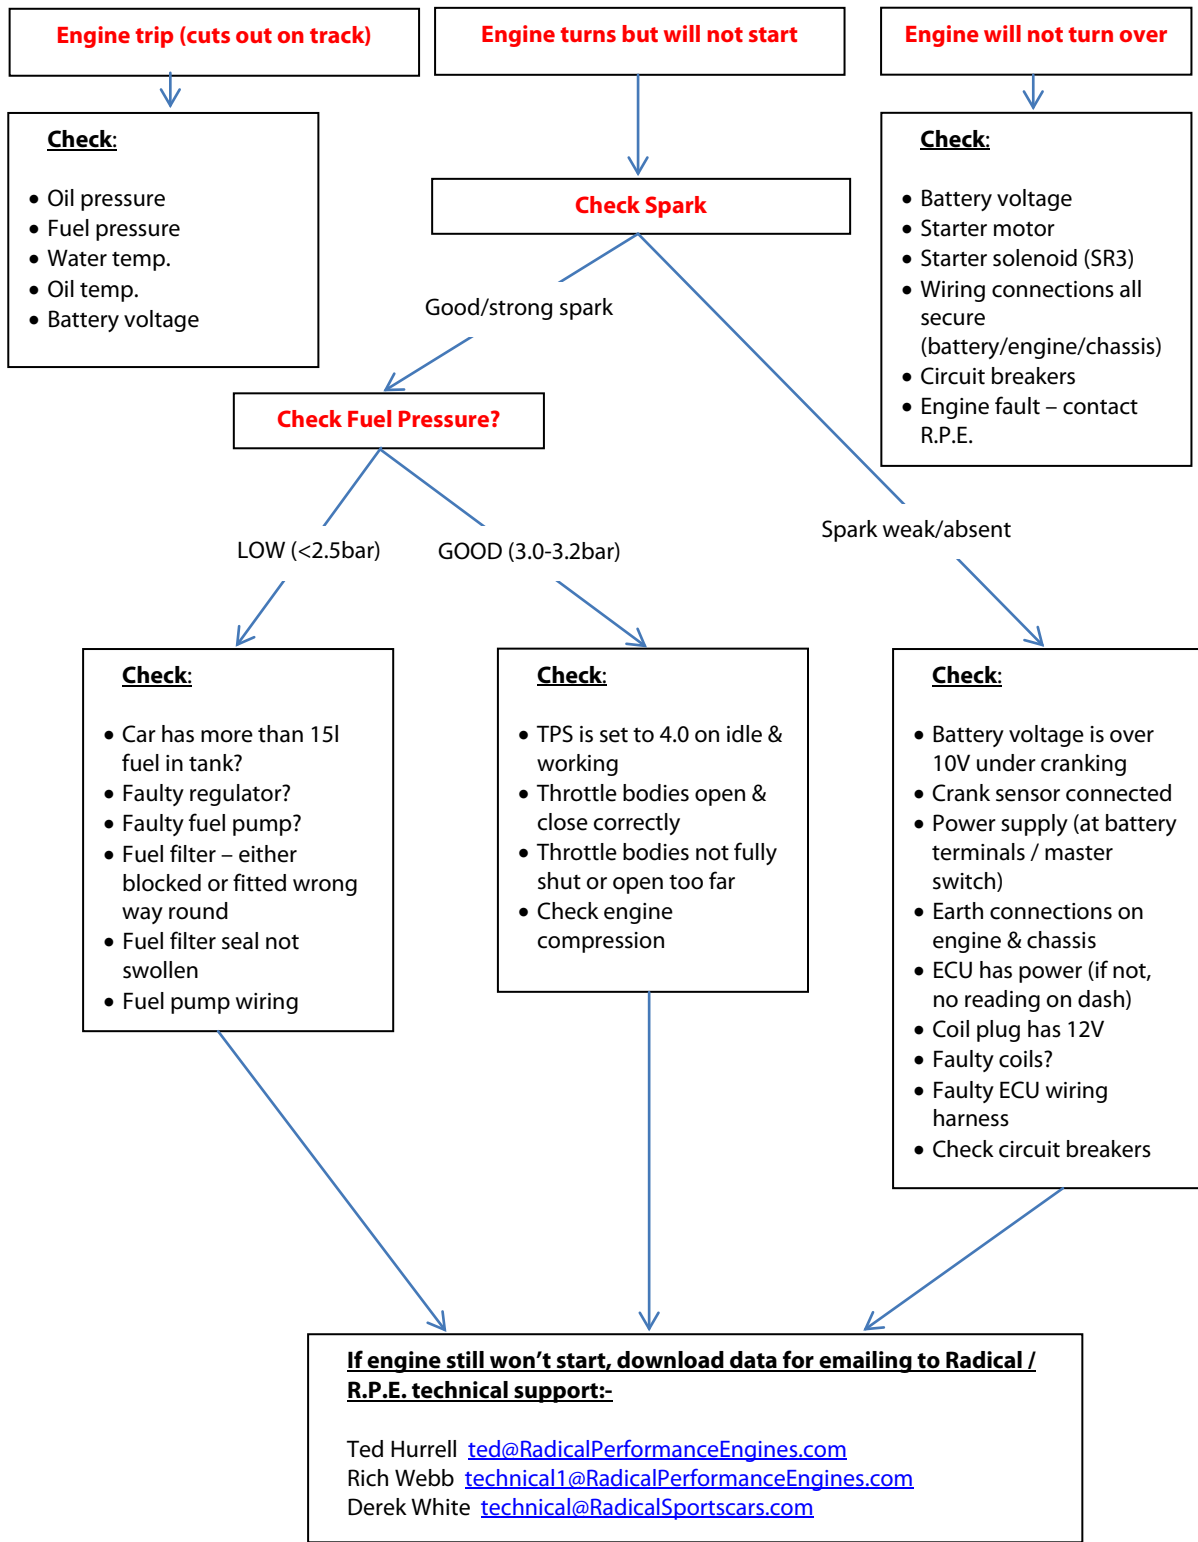 Engine trip (cuts out on track)
Engine turns but will not start
Engine will not turn over
Check:
• Oil pressure
• Fuel pressure
• Water temp.
• Oil temp.
• Battery voltage
Check Spark
Check:
• Battery voltage
• Starter motor
• Starter solenoid (SR3)
• Wiring connections all
secure
(battery/engine/chassis)
• Circuit breakers
• Engine fault – contact
R.P.E.
Good/strong spark
Check Fuel Pressure?
Spark weak/absent
LOW (<2.5bar)
GOOD (3.0-3.2bar)
Check:
• Car has more than 15l
fuel in tank?
• Faulty regulator?
• Faulty fuel pump?
• Fuel filter – either
blocked or fitted wrong
way round
• Fuel filter seal not
swollen
• Fuel pump wiring
Check:
• TPS is set to 4.0 on idle &
working
• Throttle bodies open &
close correctly
• Throttle bodies not fully
shut or open too far
• Check engine
compression
Check:
• Battery voltage is over
10V under cranking
• Crank sensor connected
• Power supply (at battery
terminals / master
switch)
• Earth connections on
engine & chassis
• ECU has power (if not,
no reading on dash)
• Coil plug has 12V
• Faulty coils?
• Faulty ECU wiring
harness
• Check circuit breakers
If engine still won't start, download data for emailing to Radical /
R.P.E. technical support:-
Ted Hurrell ted@RadicalPerformanceEngines.com
Rich Webb technical1@RadicalPerformanceEngines.com
Derek White technical@RadicalSportscars.com